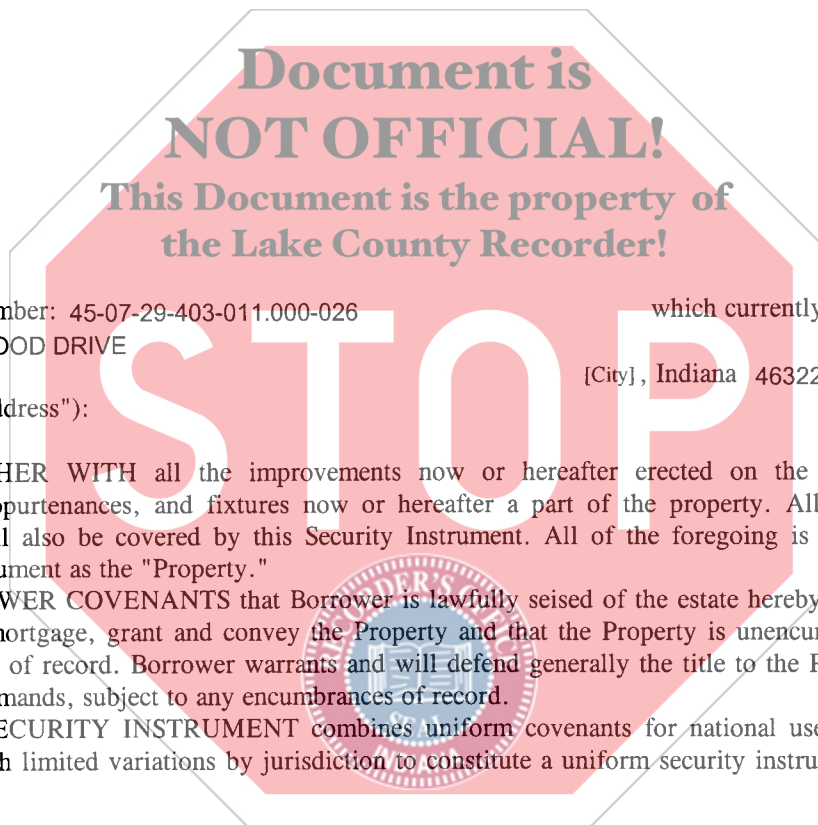 Document is
NOT OFFICIAL!
This Document is the property of
the Lake County Recorder!
mber: 45-07-29-403-011.000-026 which currently
OOD DRIVE
[City], Indiana 46322
ddress"):
STOP
HER WITH all the improvements now or hereafter erected on the
ppurtenances, and fixtures now or hereafter a part of the property. All
l also be covered by this Security Instrument. All of the foregoing is
ument as the "Property."
WER COVENANTS that Borrower is lawfully seised of the estate hereby
nortgage, grant and convey the Property and that the Property is unencu
of record. Borrower warrants and will defend generally the title to the P
mands, subject to any encumbrances of record.
ECURITY INSTRUMENT combines uniform covenants for national use
h limited variations by jurisdiction to constitute a uniform security instru
RECORDER'S OFFICE
SEAL
INDIANA